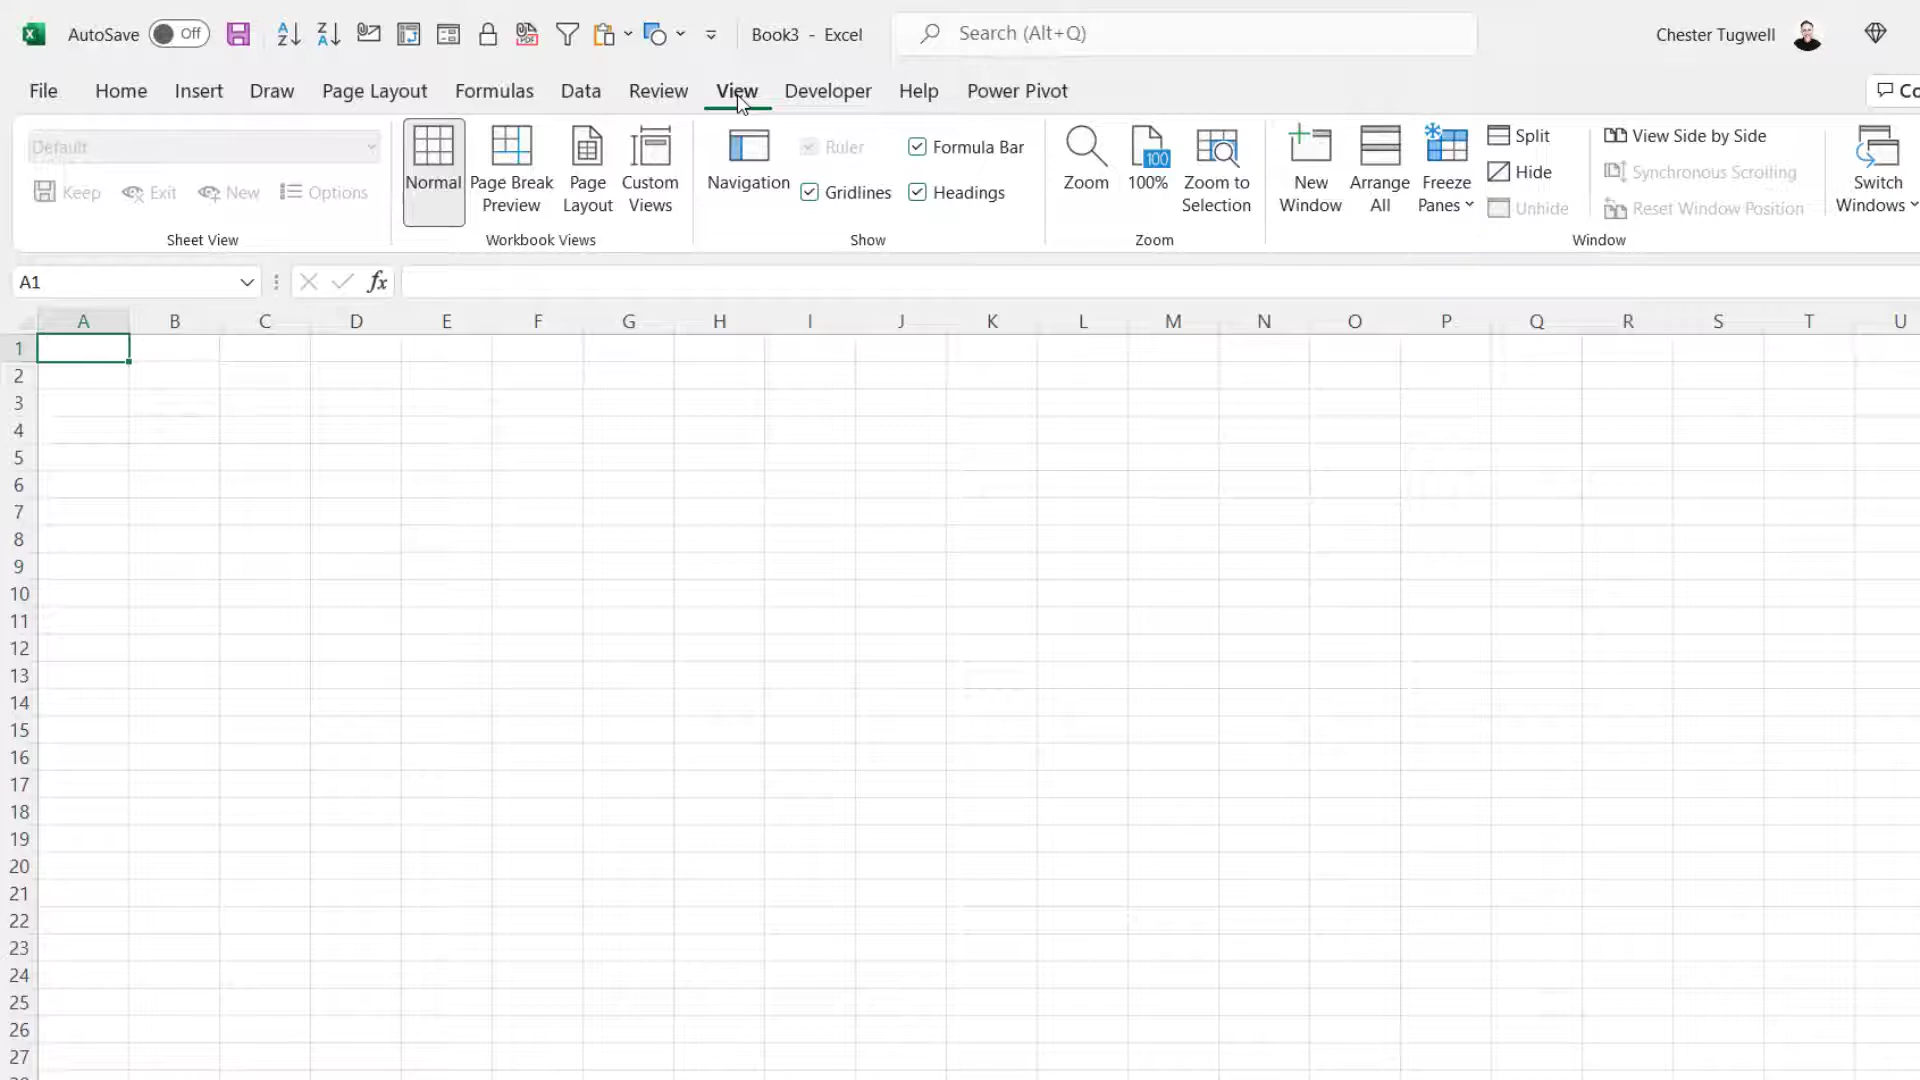 AutoSave Off Book3 - Excel Search (Alt+Q) Chester Tugwell
File Home Insert Draw Page Layout Formulas Data Review View Developer Help Power Pivot Co
Default
Keep Exit New Options
Sheet View
Normal
Page Break Preview
Page Layout
Custom Views
Workbook Views
Navigation
Ruler
Formula Bar
Gridlines
Headings
Show
Zoom
100
100%
Zoom to Selection
Zoom
New Window
Arrange All
Freeze Panes
Split
Hide
Unhide
View Side by Side
Synchronous Scrolling
Reset Window Position
Window
Switch Windows
A1 fx
A B C D E F G H I J K L M N O P Q R S T U
1
2
3
4
5
6
7
8
9
10
11
12
13
14
15
16
17
18
19
20
21
22
23
24
25
26
27